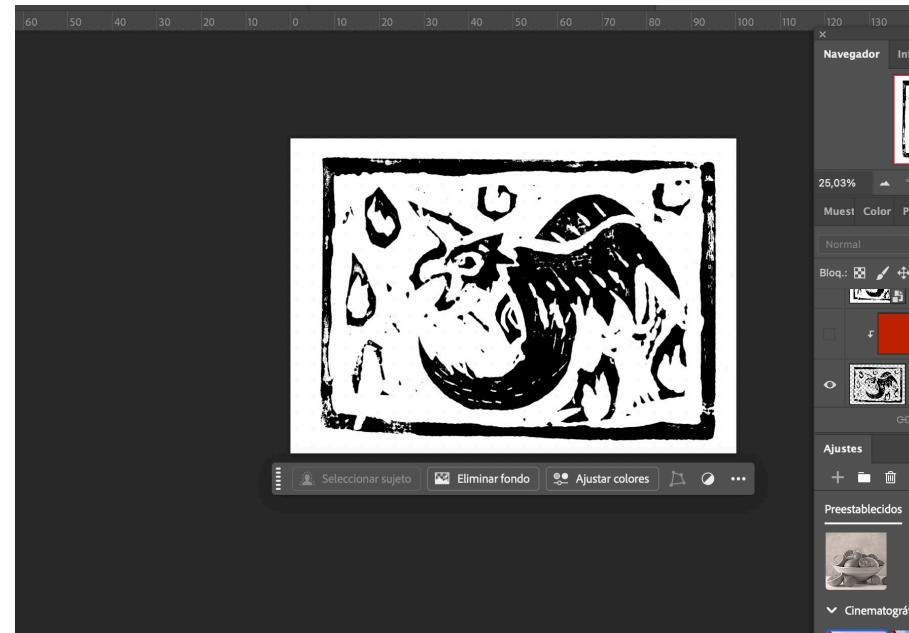 60 50 40 30 20 10 0 10 20 30 40 50 60 70 80 90 100 110 120 130
Navegador
25,03%
Muest Color P
Normal
Bloq.:
Seleccionar sujeto Eliminar fondo Ajustar colores
Ajustes
Preestablecidos
Cinematográf